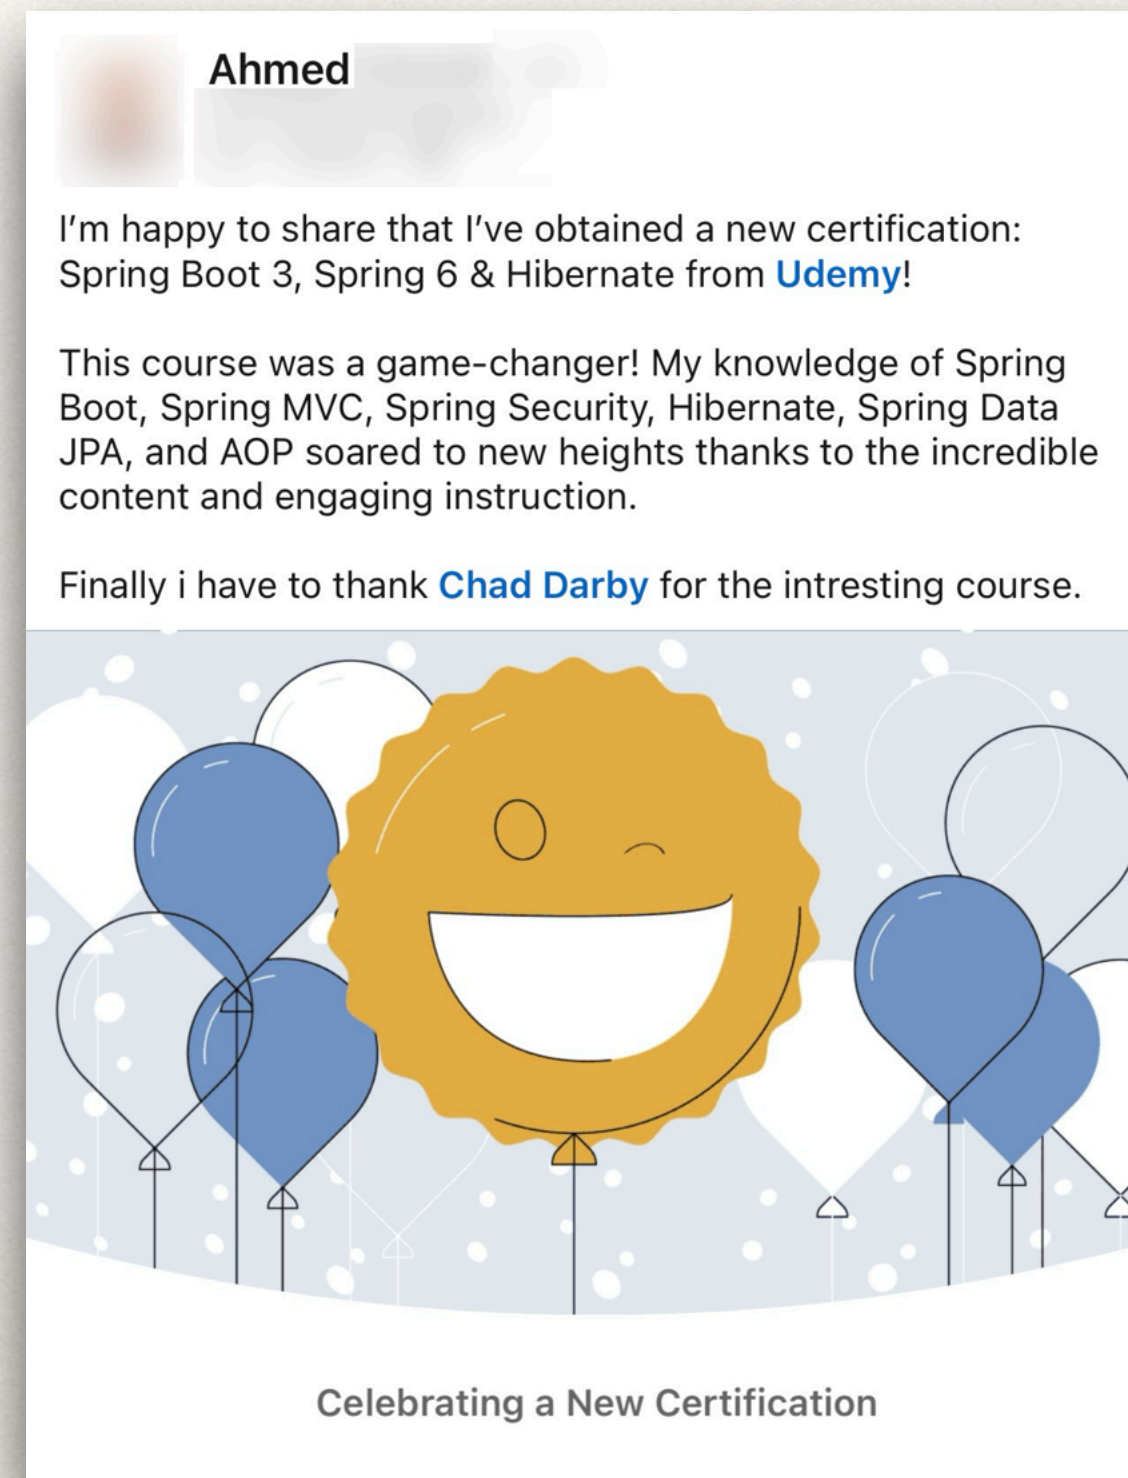 Ahmed
I’m happy to share that I’ve obtained a new certification:
Spring Boot 3, Spring 6 & Hibernate from Udemy!
This course was a game-changer! My knowledge of Spring
Boot, Spring MVC, Spring Security, Hibernate, Spring Data
JPA, and AOP soared to new heights thanks to the incredible
content and engaging instruction.
Finally i have to thank Chad Darby for the intresting course.
Celebrating a New Certification